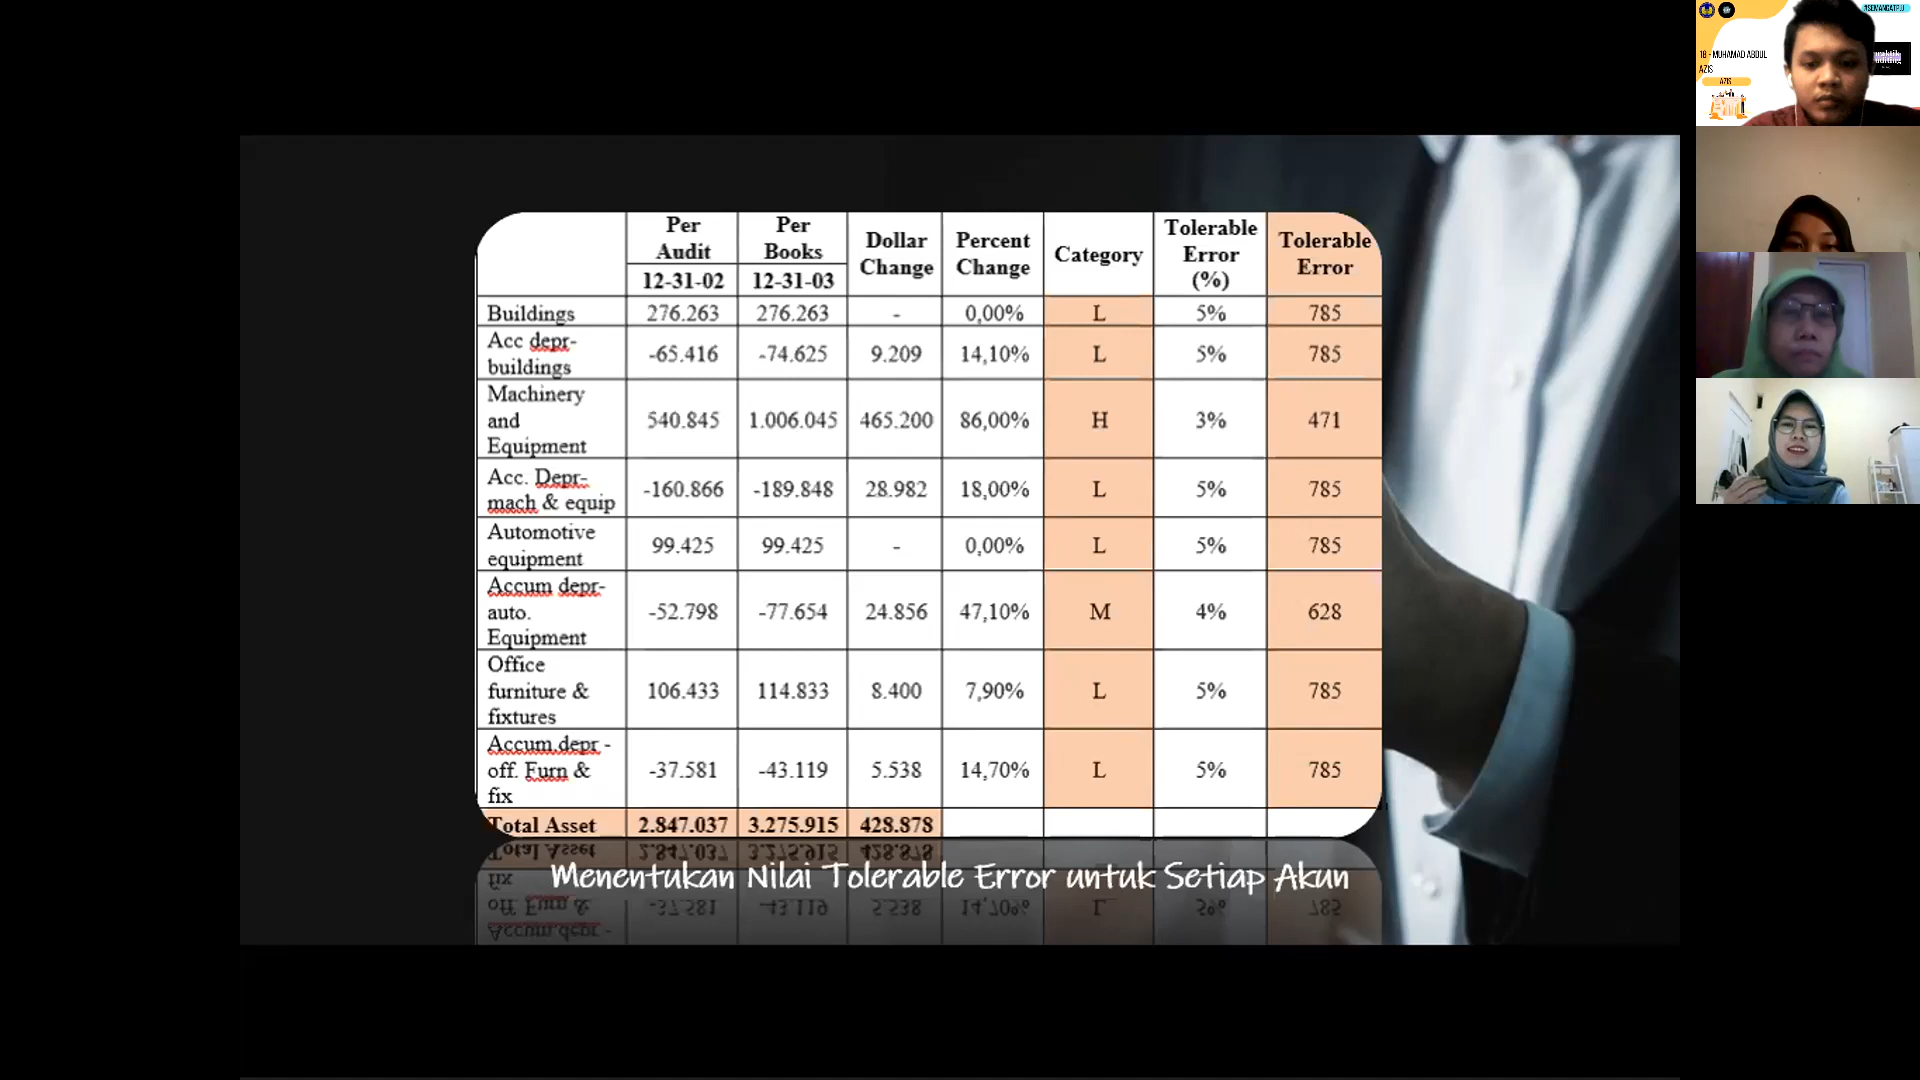 Per Audit
Per Books
Dollar Change
Percent Change
Category
Tolerable Error (%)
Tolerable Error
12-31-02
12-31-03
Buildings 276.263 276.263 - 0,00% L 5% 785
Acc depr-
buildings -65.416 -74.625 9.209 14,10% L 5% 785
Machinery
and
Equipment 540.845 1.006.045 465.200 86,00% H 3% 471
Acc. Depr-
mach & equip -160.866 -189.848 28.982 18,00% L 5% 785
Automotive
equipment 99.425 99.425 - 0,00% L 5% 785
Accum depr-
auto.
Equipment -52.798 -77.654 24.856 47,10% M 4% 628
Office
furniture &
fixtures 106.433 114.833 8.400 7,90% L 5% 785
Accum.depr -
off. Furn &
fix -37.581 -43.119 5.538 14,70% L 5% 785
Total Asset 2.847.037 3.275.915 428.878
Menentukan Nilai Tolerable Error untuk Setiap Akun
#SEMANGATPJJ
18 - MUHAMAD ABDUL
AZIS
AZIS